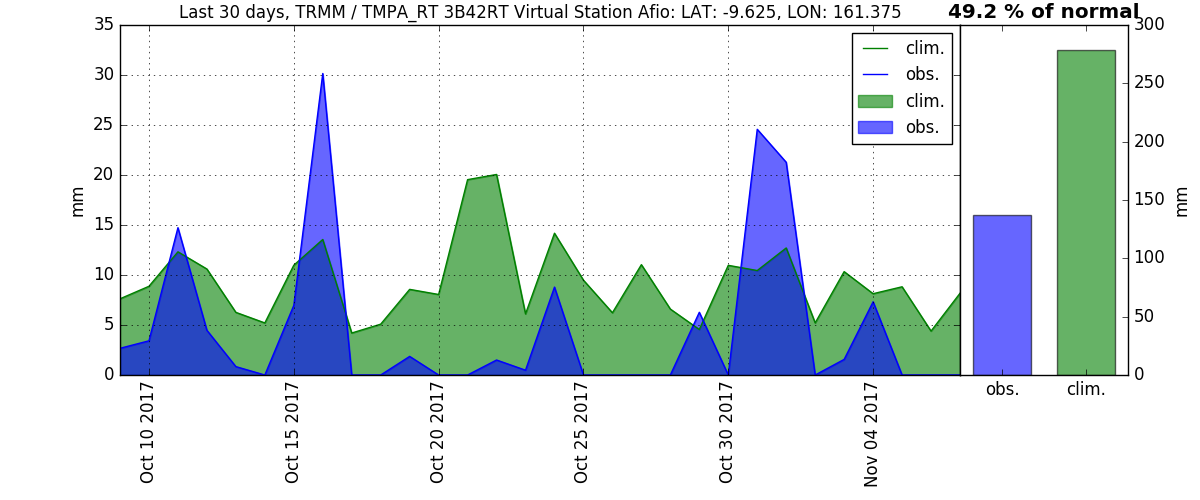 Last 30 days, TRMM / TMPA_RT 3B42RT Virtual Station Afio: LAT: -9.625, LON: 161.375
49.2 % of normal
35
30
25
20
15
10
5
0
mm
clim.
obs.
clim.
obs.
Oct 10 2017
Oct 15 2017
Oct 20 2017
Oct 25 2017
Oct 30 2017
Nov 04 2017
300
250
200
150
100
50
0
mm
obs.
clim.